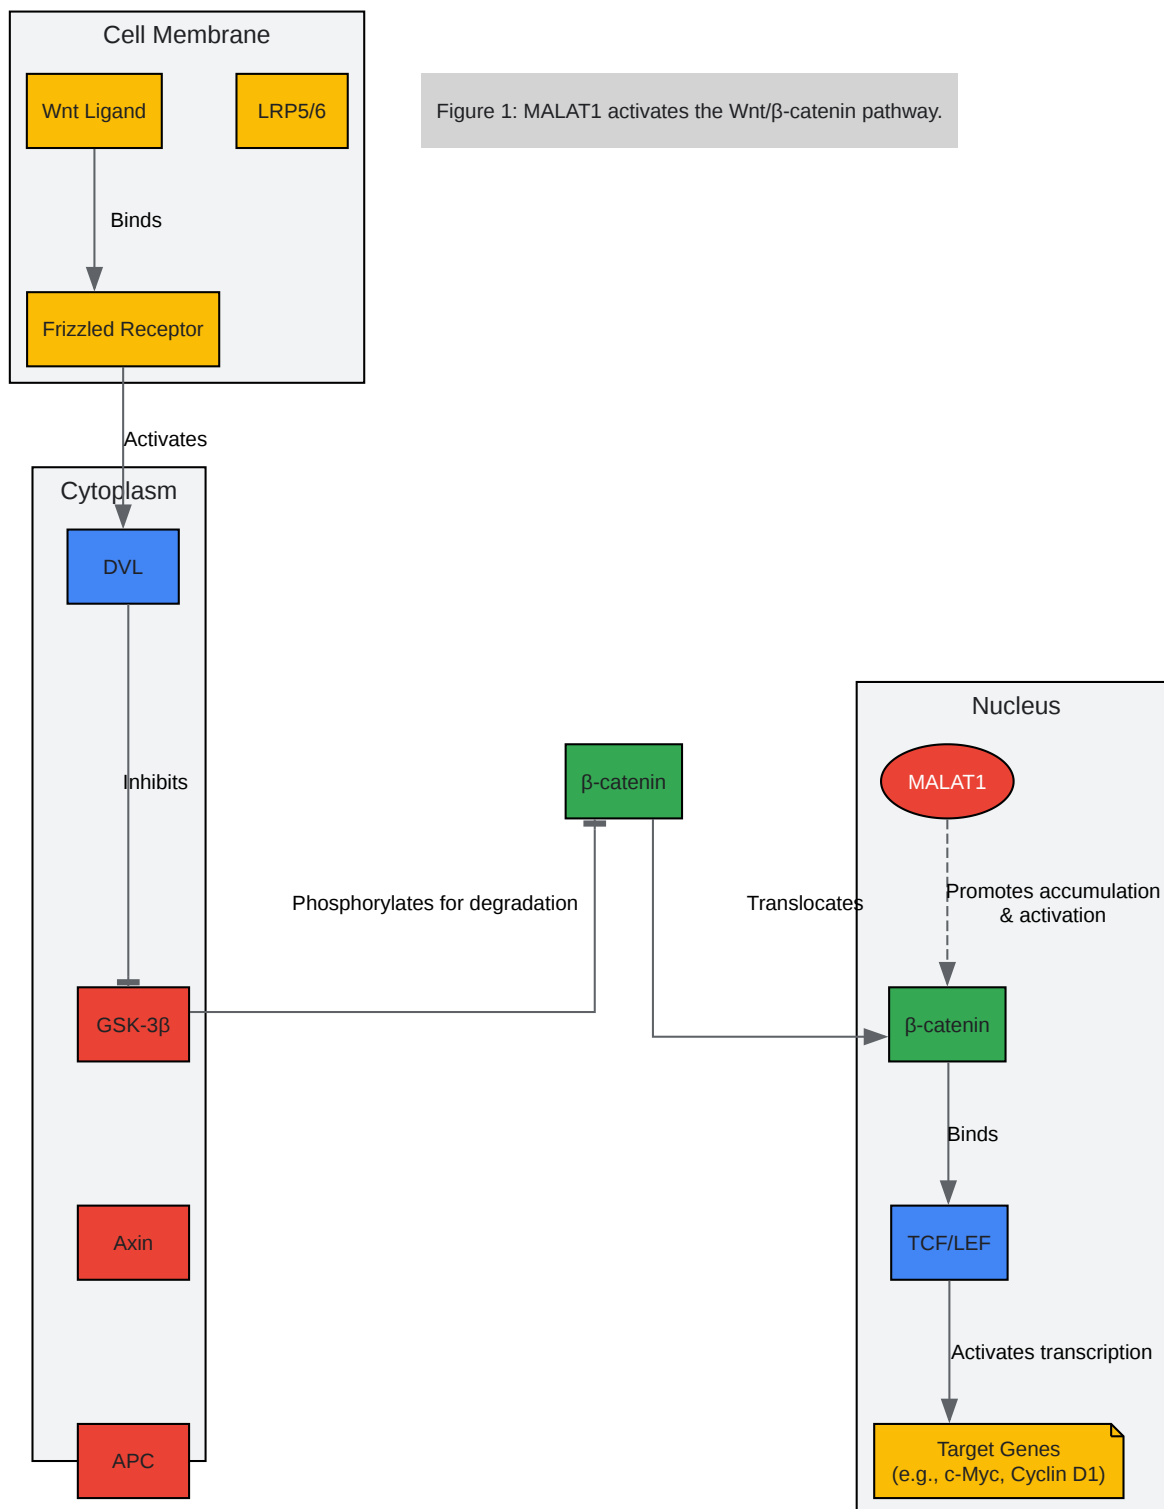 Cell Membrane
Wnt Ligand
LRP5/6
Figure 1: MALAT1 activates the Wnt/β-catenin pathway.
Binds
Frizzled Receptor
Activates
Cytoplasm
DVL
Nucleus
Inhibits
β-catenin
MALAT1
Phosphorylates for degradation
Translocates
Promotes accumulation
& activation
GSK-3β
β-catenin
Binds
Axin
TCF/LEF
Activates transcription
APC
Target Genes
(e.g., c-Myc, Cyclin D1)